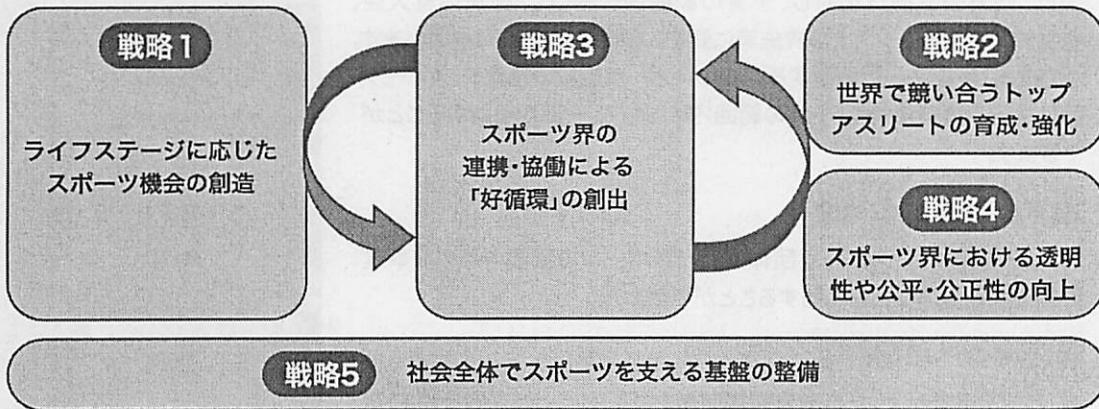 戦略1
ライフステージに応じた
スポーツ機会の創造
戦略3
スポーツ界の
連携・協働による
「好循環」の創出
戦略2
世界で競い合うトップ
アスリートの育成・強化
戦略4
スポーツ界における透明
性や公平・公正性の向上
戦略5 社会全体でスポーツを支える基盤の整備